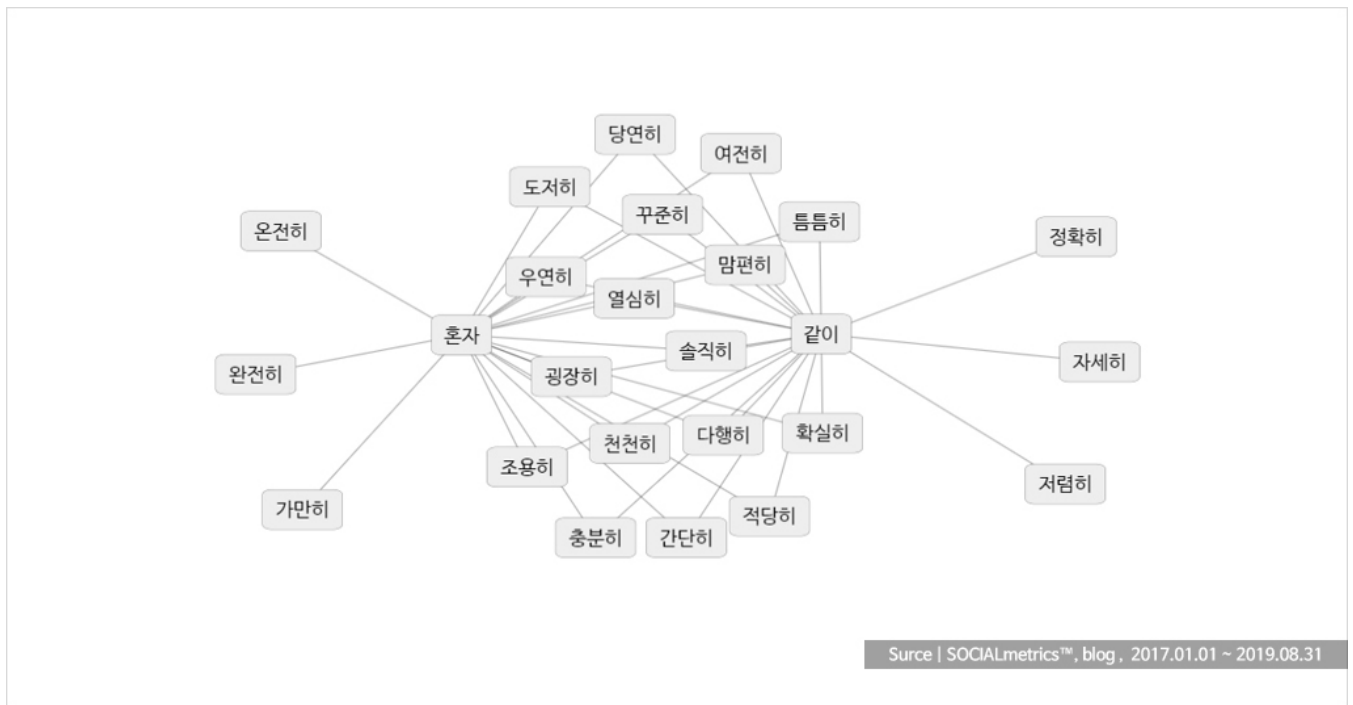 당연히
여전히
도저히
꾸준히
틈틈히
온전히
정확히
맘편히
우연히
열심히
혼자
같이
솔직히
자세히
완전히
굉장히
다행히
확실히
천천히
조용히
저렴히
가만히
적당히
충분히
간단히
Surce | SOCIALmetrics™, blog , 2017.01.01 ~ 2019.08.31